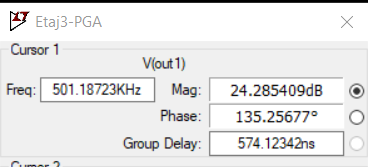 Etaj3-PGA
Cursor 1
V(out1)
Freq: 501.18723KHz Mag: 24.285409dB
Phase: 135.25677°
Group Delay: 574.12342ns
Cursor 2